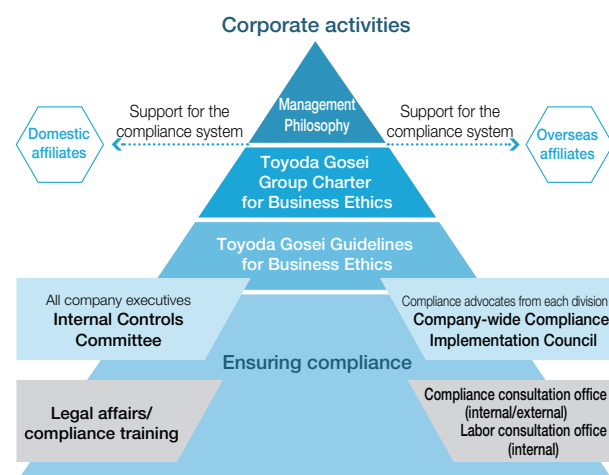 Corporate activities
Management
Philosophy
Support for the
compliance system
Support for the
compliance system
Domestic
affiliates
Overseas
affiliates
Toyoda Gosei
Group Charter
for Business Ethics
Toyoda Gosei Guidelines
for Business Ethics
All company executives
Internal Controls
Committee
Compliance advocates from each division
Company-wide Compliance
Implementation Council
Ensuring compliance
Legal affairs/
compliance training
Compliance consultation office
(internal/external)
Labor consultation office
(internal)